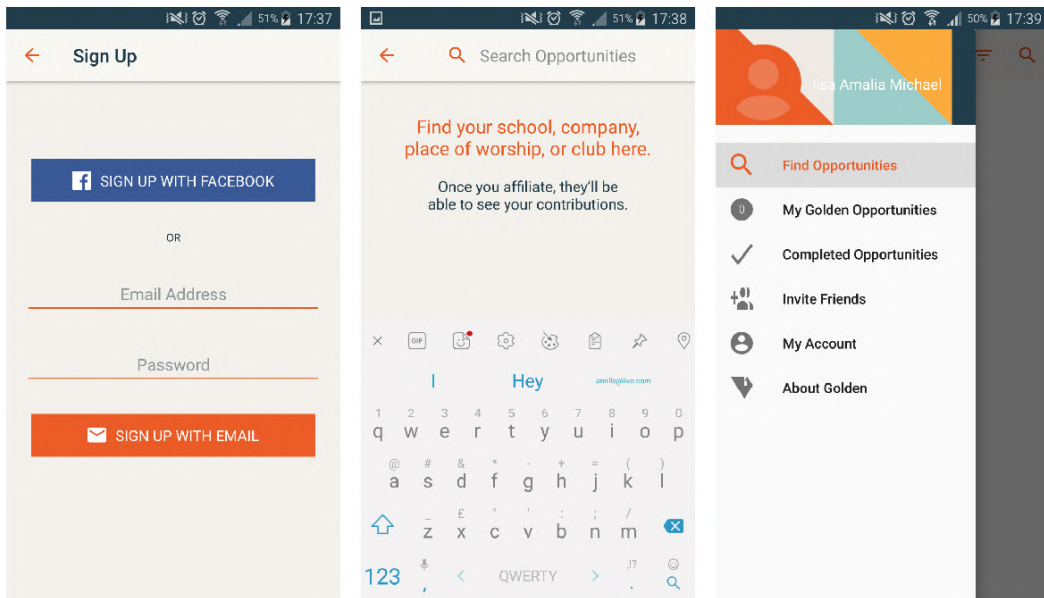 51% 17:37
Sign Up
SIGN UP WITH FACEBOOK
OR
Email Address
Password
SIGN UP WITH EMAIL
51% 17:38
Search Opportunities
Find your school, company,
place of worship, or club here.
Once you affiliate, they'll be
able to see your contributions.
GIF
I Hey
1 2 3 4 5 6 7 8 9 0
q w e r t y u i o p
@ # & * - + = ( )
a s d f g h j k l
_ £ " ' : ; /
z x c v b n m
123 , QWERTY ,!? .
50% 17:39
Amalia Michael
Find Opportunities
0 My Golden Opportunities
Completed Opportunities
Invite Friends
My Account
About Golden